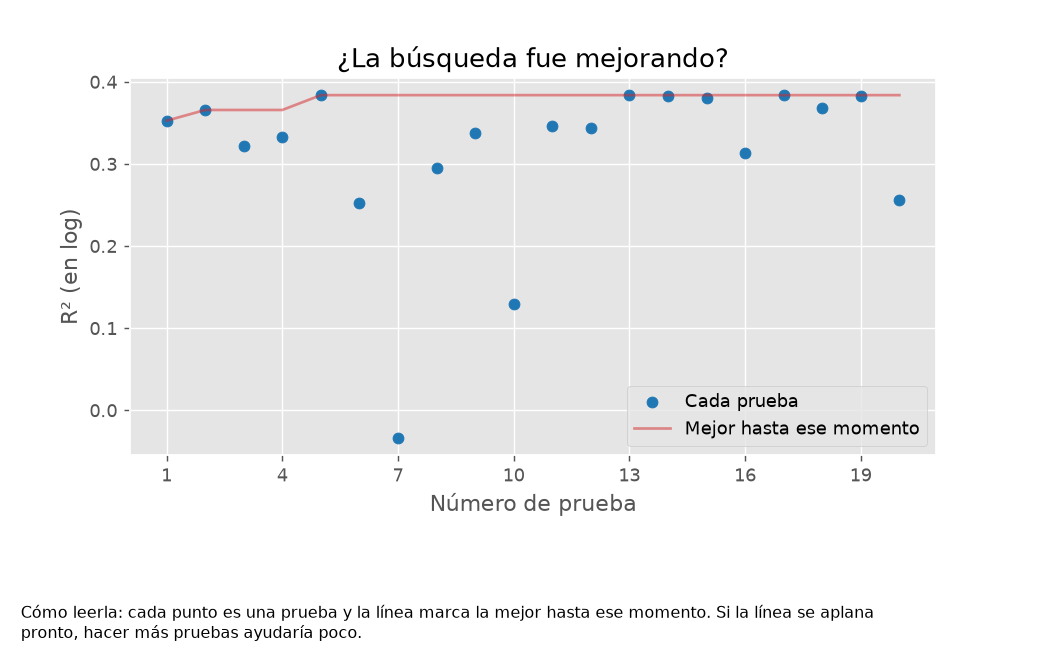 ¿La búsqueda fue mejorando?
0.4
0.3
0.2
0.1
0.0
R² (en log)
Cada prueba
Mejor hasta ese momento
1 4 7 10 13 16 19
Número de prueba
Cómo leerla: cada punto es una prueba y la línea marca la mejor hasta ese momento. Si la línea se aplana
pronto, hacer más pruebas ayudaría poco.